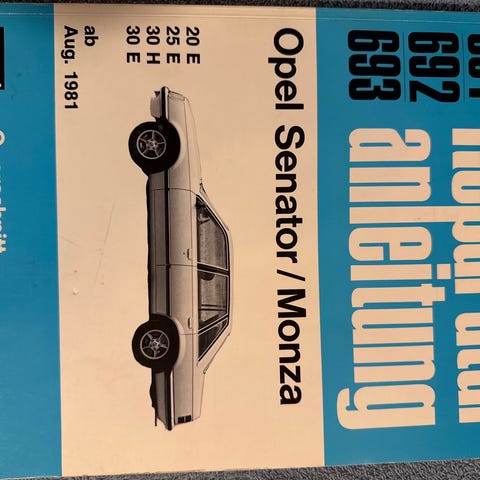 692
693
anleitung
Opel Senator / Monza
20 E
25 E
30 H
30 E
ab
Aug. 1981